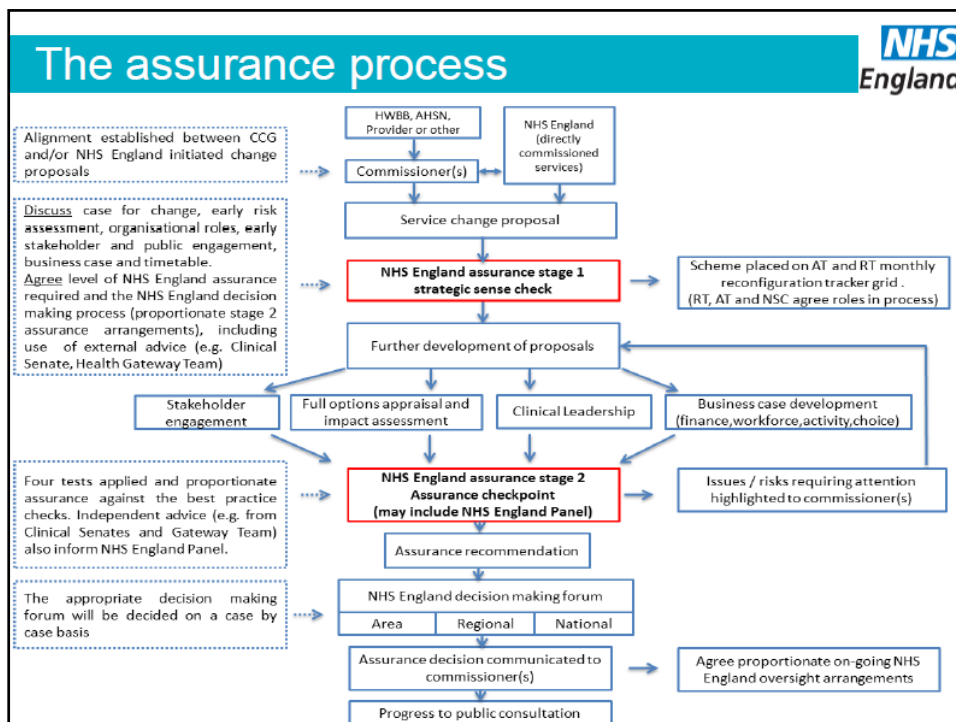 The assurance process
NHS
England
HWBB, AHSN,
Provider or other
NHS England
(directly
commissioned
services)
Alignment established between CCG
and/or NHS England initiated change
proposals
Commissioner(s)
Discuss case for change, early risk
assessment, organisational roles, early
stakeholder and public engagement,
business case and timetable.
Agree level of NHS England assurance
required and the NHS England decision
making process (proportionate stage 2
assurance arrangements), including
use of external advice (e.g. Clinical
Senate, Health Gateway Team)
Service change proposal
NHS England assurance stage 1
strategic sense check
Scheme placed on AT and RT monthly
reconfiguration tracker grid .
(RT, AT and NSC agree roles in process)
Further development of proposals
Stakeholder
engagement
Full options appraisal and
impact assessment
Clinical Leadership
Business case development
(finance,workforce,activity,choice)
Four tests applied and proportionate
assurance against the best practice
checks. Independent advice (e.g. from
Clinical Senates and Gateway Team)
also inform NHS England Panel.
NHS England assurance stage 2
Assurance checkpoint
(may include NHS England Panel)
Issues / risks requiring attention
highlighted to commissioner(s)
Assurance recommendation
The appropriate decision making
forum will be decided on a case by
case basis
NHS England decision making forum
Area Regional National
Assurance decision communicated to
commissioner(s)
Agree proportionate on-going NHS
England oversight arrangements
Progress to public consultation